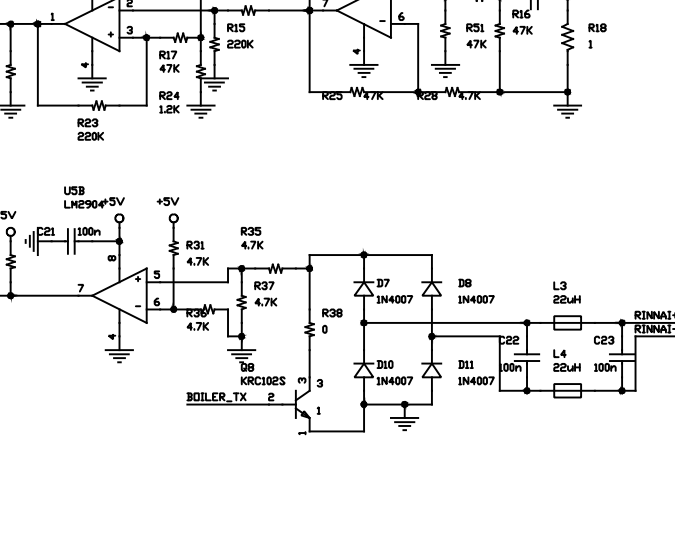 2
1
3
4
R15
220K
R17
47K
R24
1.2K
R23
220K
7
6
4
R51
47K
R16
47K
R18
1
R25
47K
R28
4.7K
U5B
LM2904
+5V
+5V
5V
C21
100n
8
7
5
6
4
R31
4.7K
R35
4.7K
R37
4.7K
R36
4.7K
R38
0
Q8
KRC102S
BOILER_TX
2
3
3
1
1
D7
1N4007
D8
1N4007
D10
1N4007
D11
1N4007
L3
22uH
L4
22uH
C22
100n
C23
100n
RINNAI+
RINNAI-